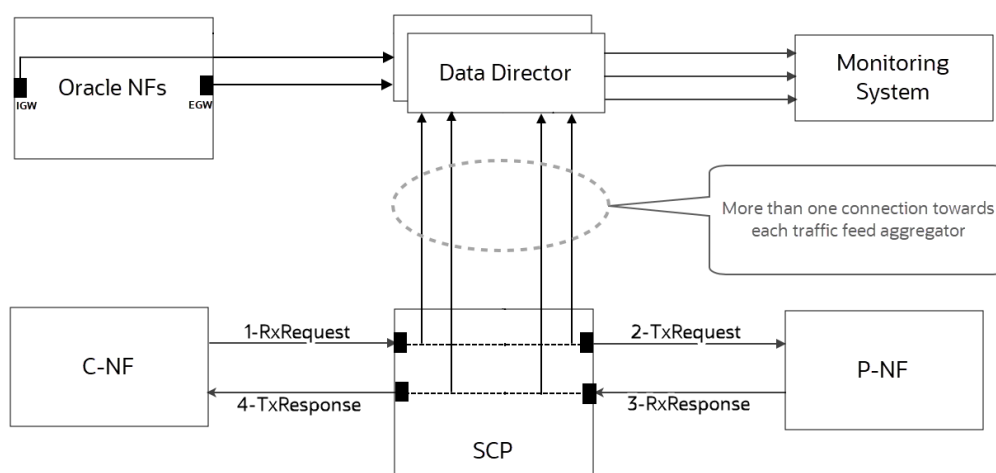 Oracle NFs
IGW
EGW
Data Director
Monitoring
System
More than one connection towards
each traffic feed aggregator
C-NF
1-RxRequest
4-TxResponse
SCP
2-TxRequest
3-RxResponse
P-NF